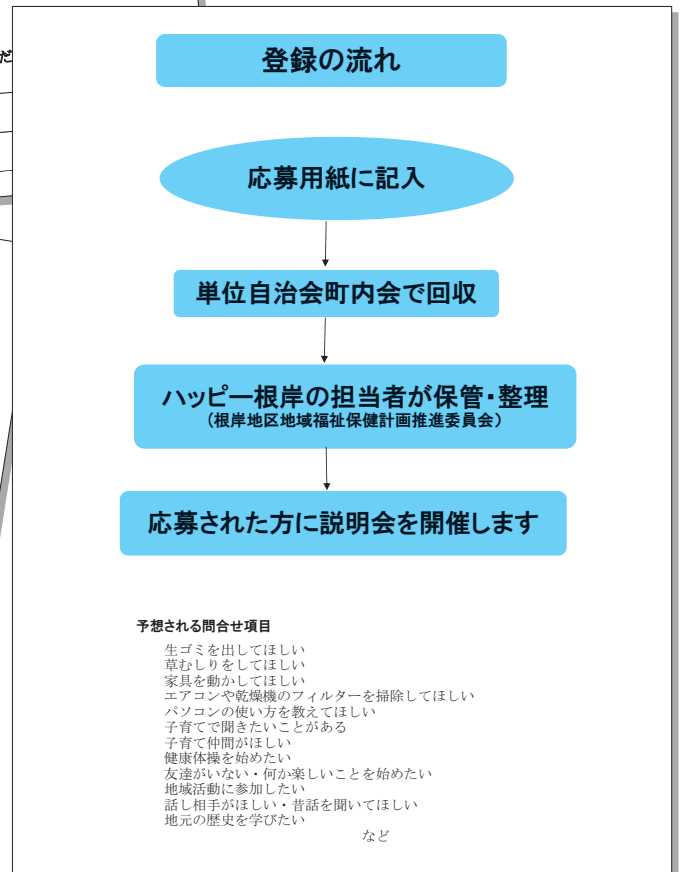 だ
登録の流れ
応募用紙に記入
単位自治会町内会で回収
ハッピー根岸の担当者が保管・整理
（根岸地区地域福祉保健計画推進委員会）
応募された方に説明会を開催します
予想される問合せ項目
生ゴミを出してほしい
草むしりをしてほしい
家具を動かしてほしい
エアコンや乾燥機のフィルターを掃除してほしい
パソコンの使い方を教えてほしい
子育てで聞きたいことがある
子育て仲間がほしい
健康体操を始めたい
友達がいない・何か楽しいことを始めたい
地域活動に参加したい
話し相手がほしい・昔話を聞いてほしい
地元の歴史を学びたい
など